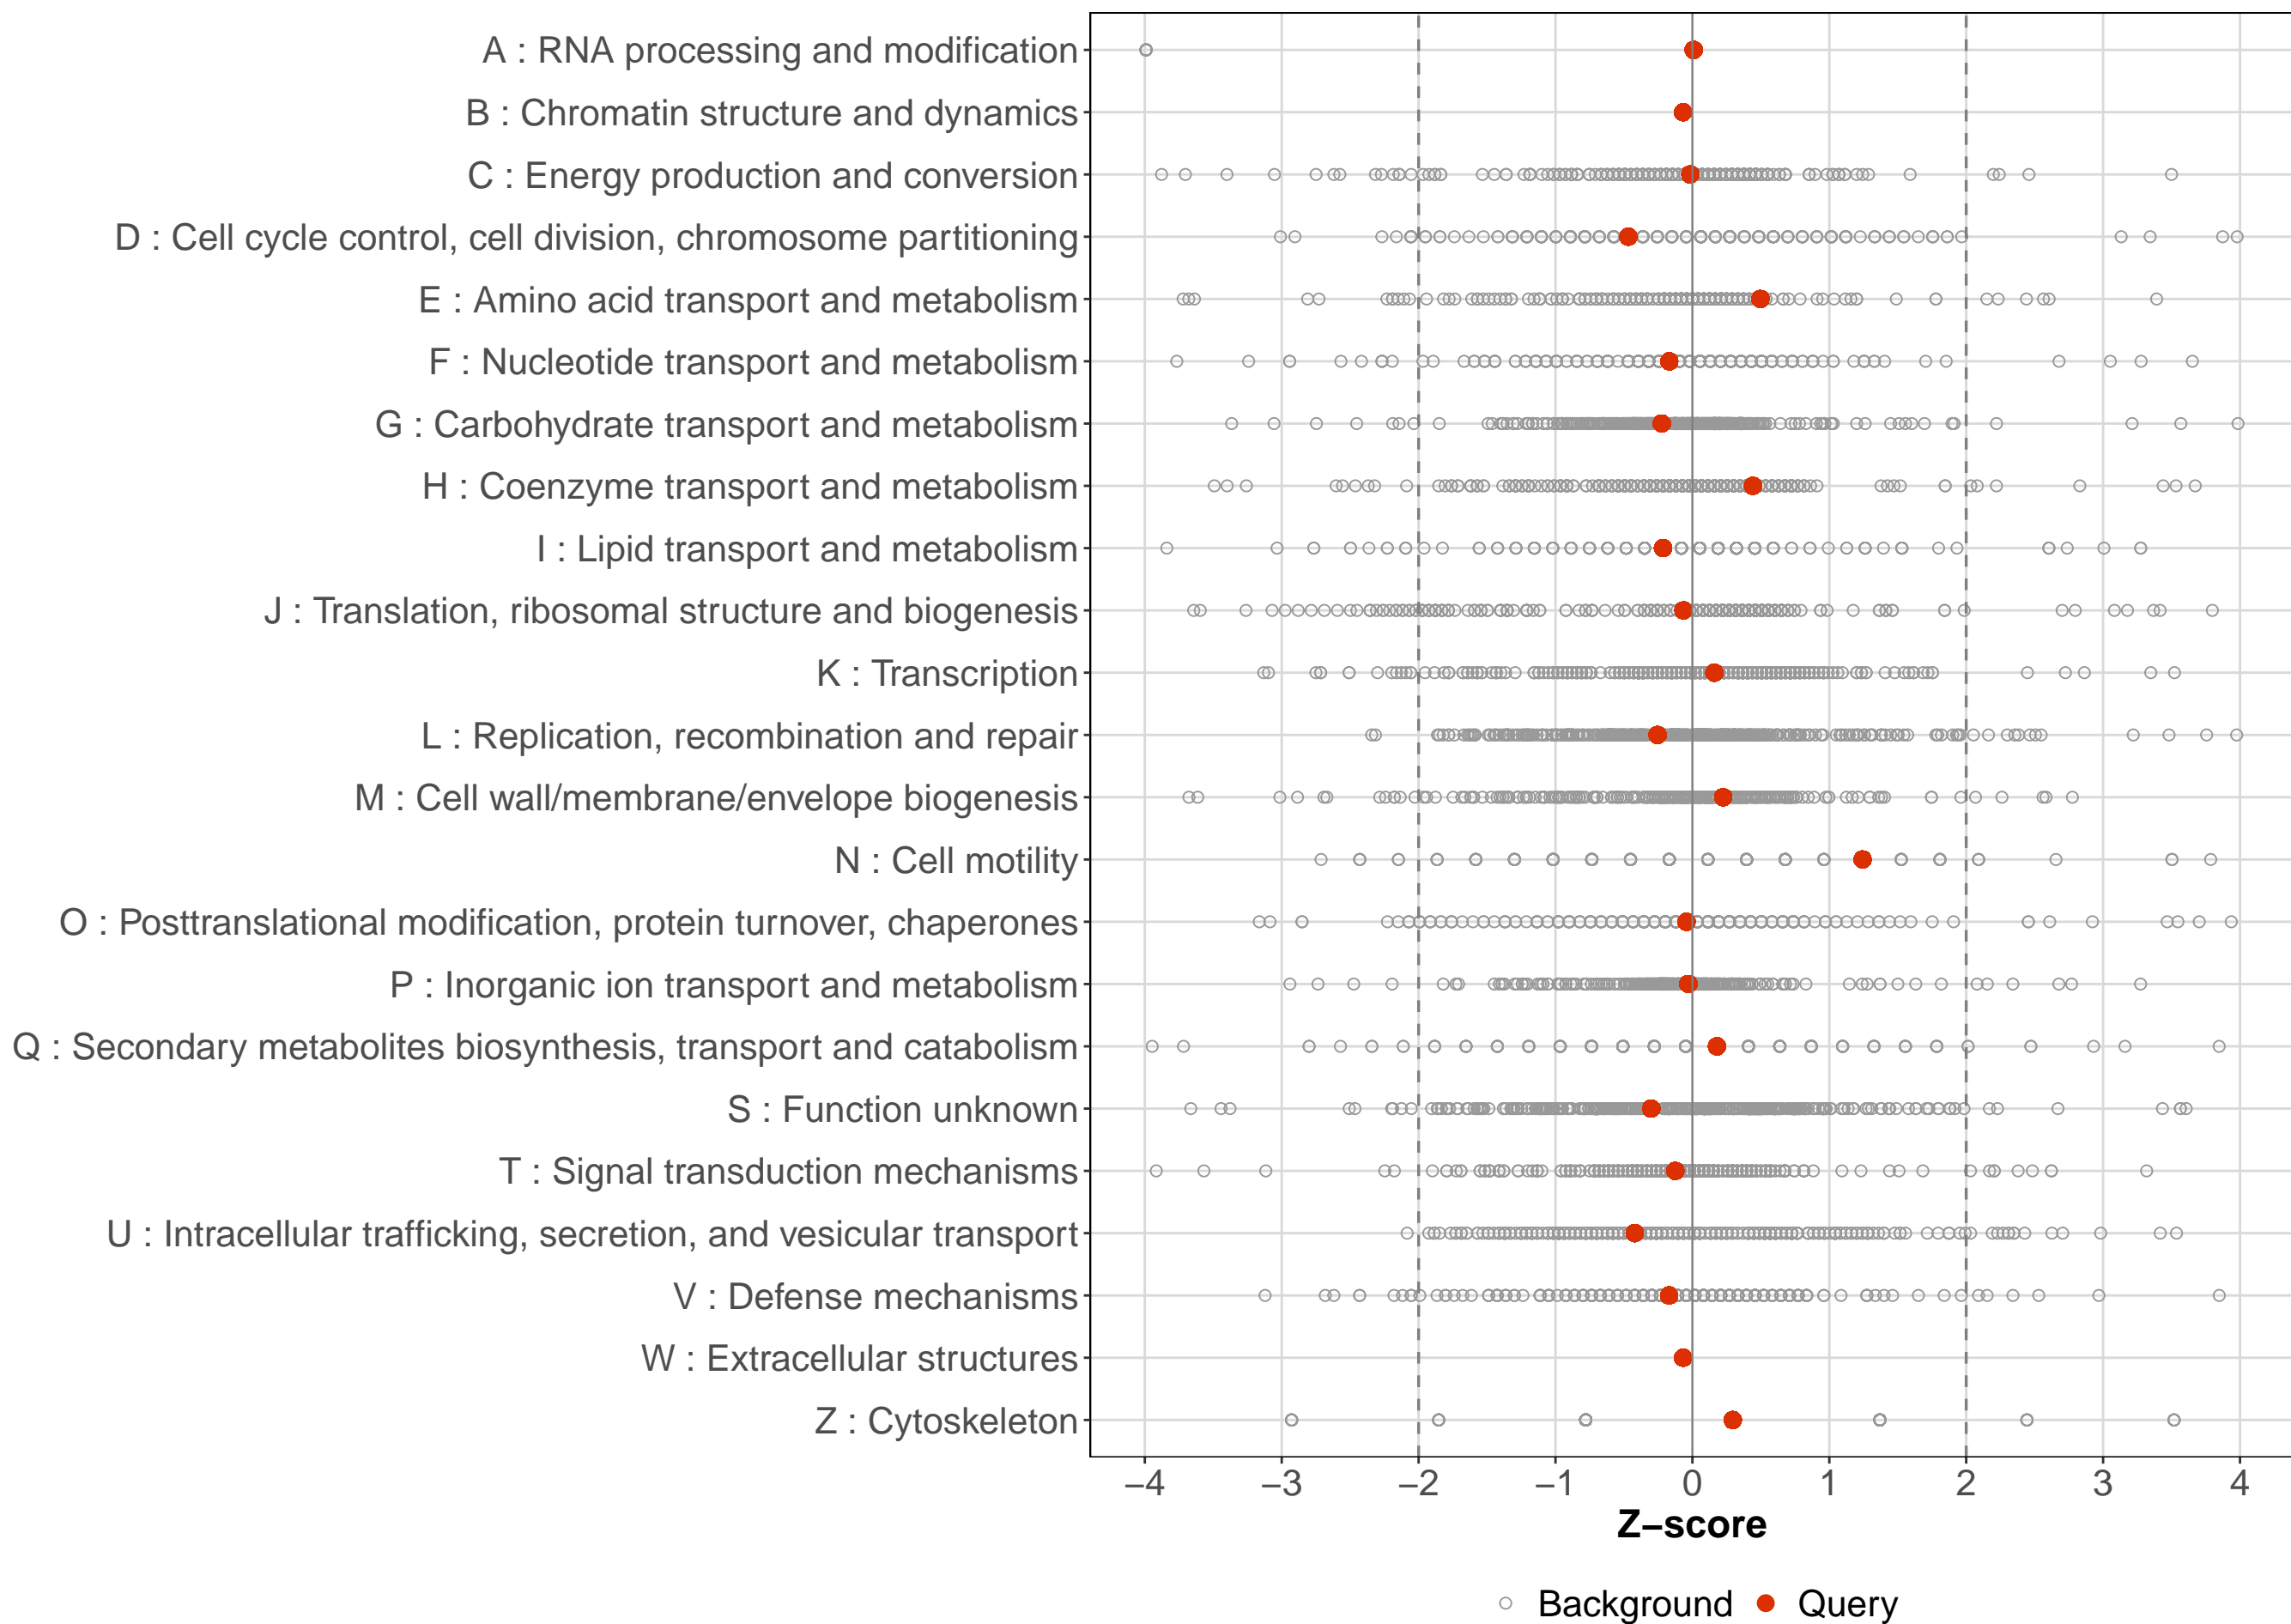 A : RNA processing and modification
B : Chromatin structure and dynamics
C : Energy production and conversion
D : Cell cycle control, cell division, chromosome partitioning
E : Amino acid transport and metabolism
F : Nucleotide transport and metabolism
G : Carbohydrate transport and metabolism
H : Coenzyme transport and metabolism
I : Lipid transport and metabolism
J : Translation, ribosomal structure and biogenesis
K : Transcription
L : Replication, recombination and repair
M : Cell wall/membrane/envelope biogenesis
N : Cell motility
O : Posttranslational modification, protein turnover, chaperones
P : Inorganic ion transport and metabolism
Q : Secondary metabolites biosynthesis, transport and catabolism
S : Function unknown
T : Signal transduction mechanisms
U : Intracellular trafficking, secretion, and vesicular transport
V : Defense mechanisms
W : Extracellular structures
Z : Cytoskeleton
−4 −3 −2 −1 0 1 2 3 4
Z−score
Background Query